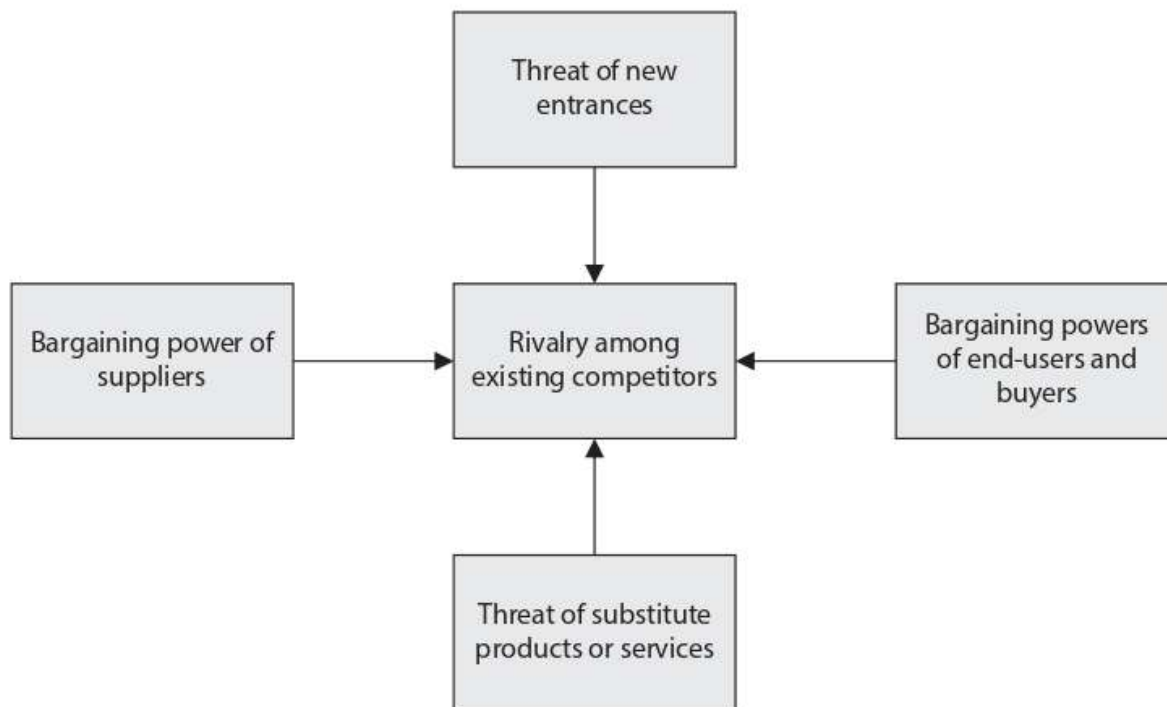 Threat of new
entrances
Bargaining power of
suppliers
Rivalry among
existing competitors
Bargaining powers
of end-users and
buyers
Threat of substitute
products or services